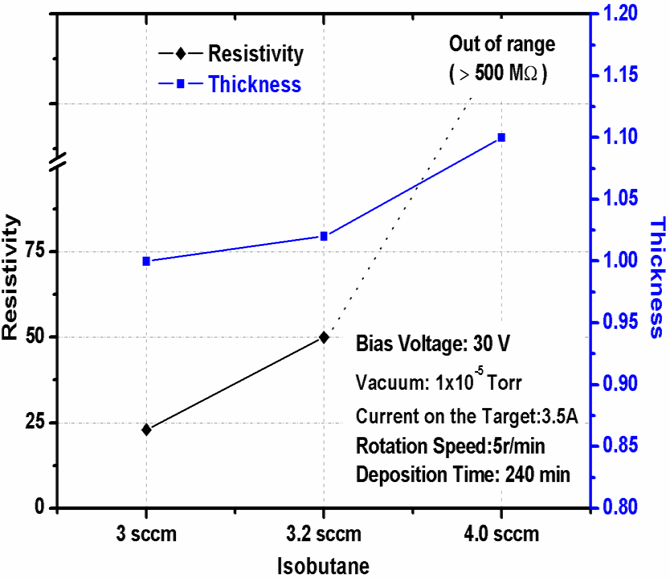 Resistivity
Thickness
Out of range
( > 500 MΩ )
1.20
1.15
1.10
1.05
1.00
0.95
0.90
0.85
0.80
Thickness
75
50
25
0
Resistivity
Bias Voltage: 30 V
Vacuum: 1x10⁻⁵ Torr
Current on the Target:3.5A
Rotation Speed:5r/min
Deposition Time: 240 min
3 sccm
3.2 sccm
4.0 sccm
Isobutane